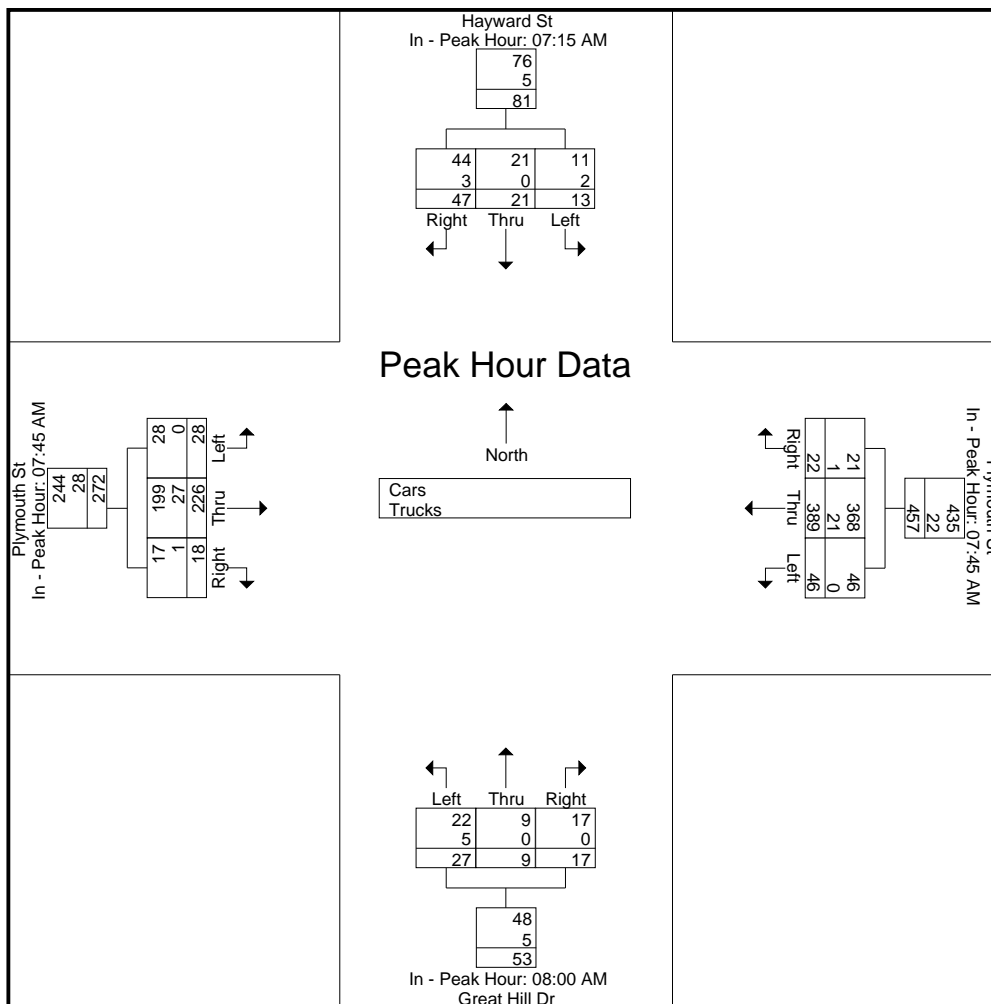 Hayward St
In - Peak Hour: 07:15 AM
76
5
81
44 21 11
3 0 2
47 21 13
Right Thru Left
Peak Hour Data
North
Cars
Trucks
Plymouth St
In - Peak Hour: 07:45 AM
244
28
272
28 0 28 Left
199 27 226 Thru
17 1 18 Right
Right 22 1 21
Thru 389 21 368
Left 46 0 46
435
22
457
In - Peak Hour: 07:45 AM
Plymouth St
Left Thru Right
22 9 17
5 0 0
27 9 17
48
5
53
In - Peak Hour: 08:00 AM
Great Hill Dr